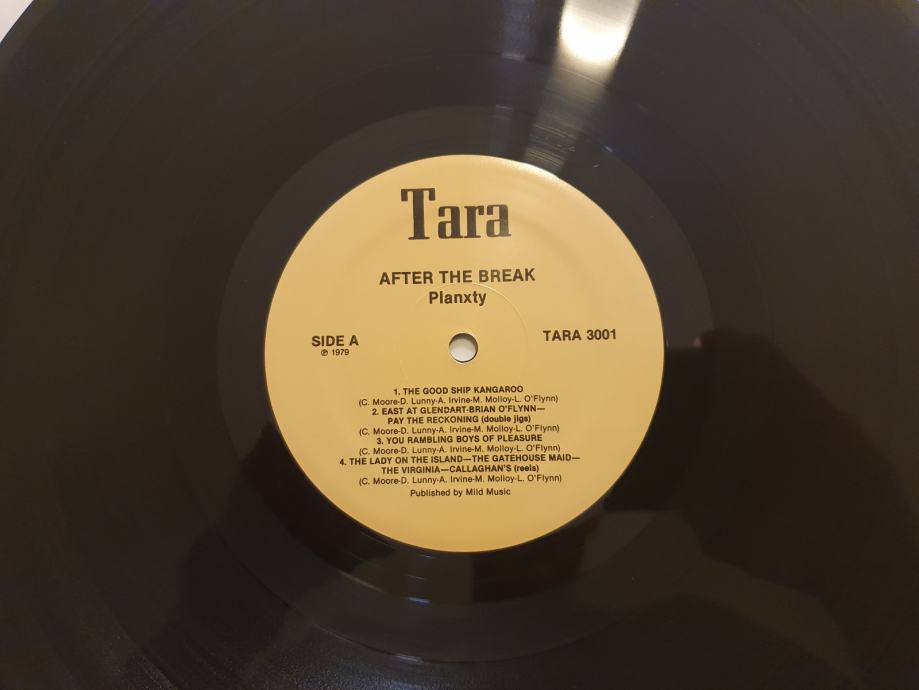 Tara
AFTER THE BREAK
Planxty
SIDE A
℗ 1979
TARA 3001
1. THE GOOD SHIP KANGAROO
(C. Moore-D. Lunny-A. Irvine-M. Molloy-L. O'Flynn)
2. EAST AT GLENDART-BRIAN O'FLYNN—
PAY THE RECKONING (double jigs)
(C. Moore-D. Lunny-A. Irvine-M. Molloy-L. O'Flynn)
3. YOU RAMBLING BOYS OF PLEASURE
(C. Moore-D. Lunny-A. Irvine-M. Molloy-L. O'Flynn)
4. THE LADY ON THE ISLAND—THE GATEHOUSE MAID—
THE VIRGINIA—CALLAGHAN'S (reels)
(C. Moore-D. Lunny-A. Irvine-M. Molloy-L. O'Flynn)
Published by Mild Music